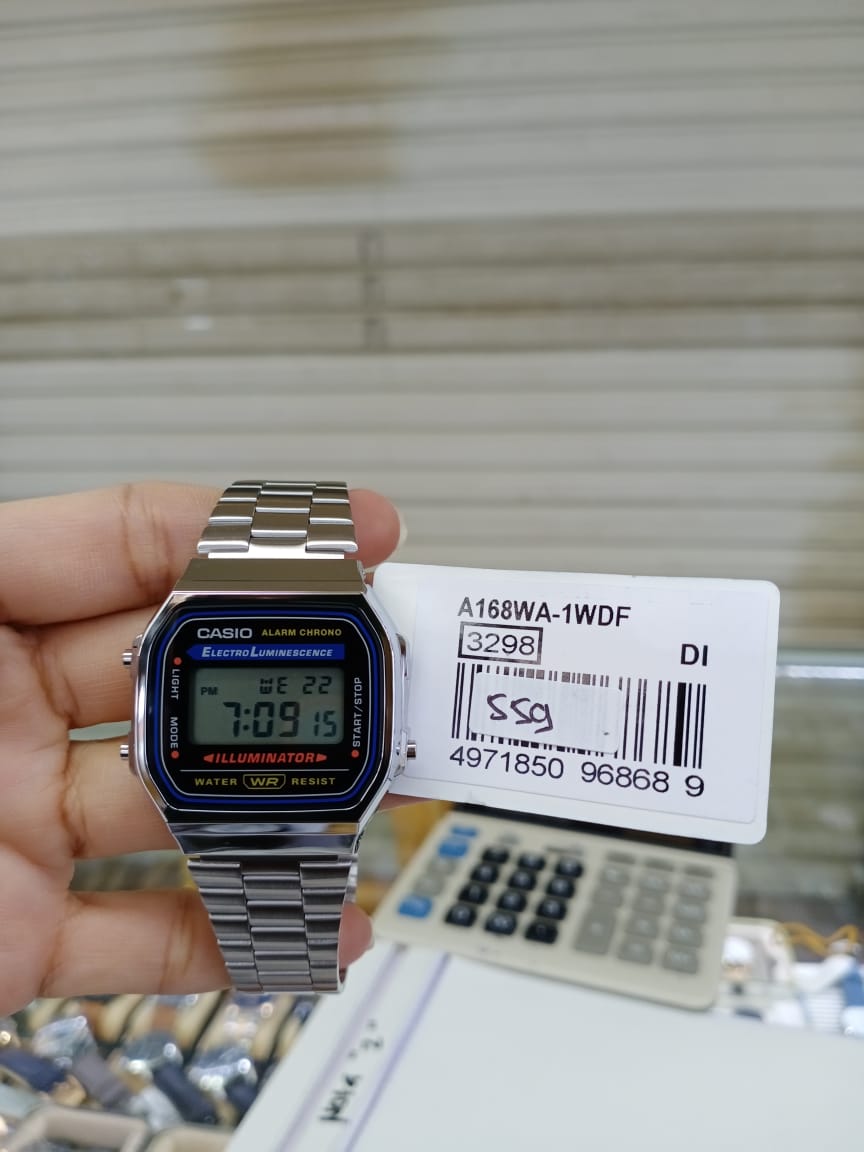 CASIO ALARM CHRONO
ELECTRO LUMINESCENCE
LIGHT
MODE
PM WE 22
7:09 15
START/STOP
ILLUMINATOR
WATER WR RESIST
A168WA-1WDF
3298 DI
559
4971850 96868 9
"2"